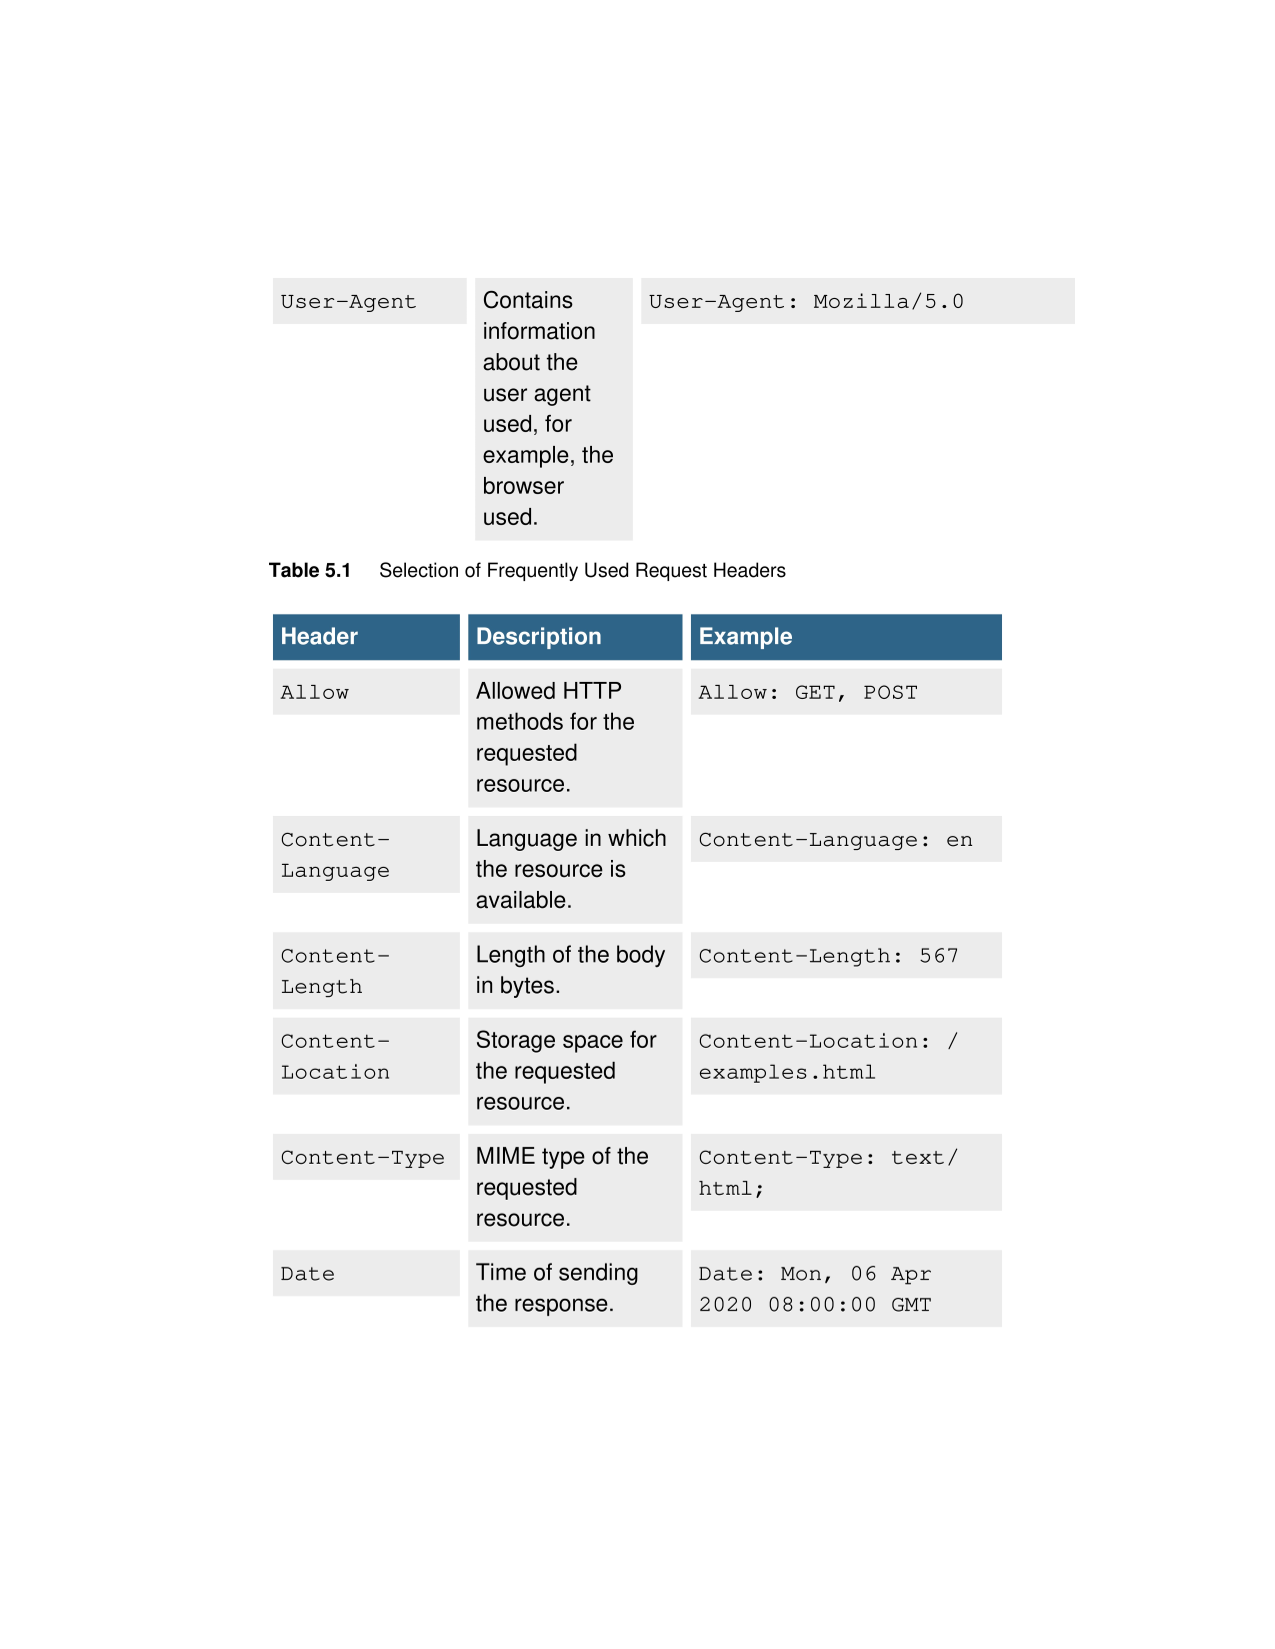 User-Agent Contains User-Agent: Mozilla/5.0
information
about the
user agent
used, for
example, the
browser
used.
Table 5.1 Selection of Frequently Used Request Headers
Header Description Example
Allow Allowed HTTP Allow: GET, POST
methods for the
requested
resource.
Content- Language in which Content-Language: en
Language the resource is
available.
Content- Length of the body Content-Length: 567
Length in bytes.
Content- Storage space for Content-Location: /
Location the requested examples.html
resource.
Content-Type MIME type of the Content-Type: text/
requested html;
resource.
Date Time of sending Date: Mon, 06 Apr
the response. 2020 08:00:00 GMT